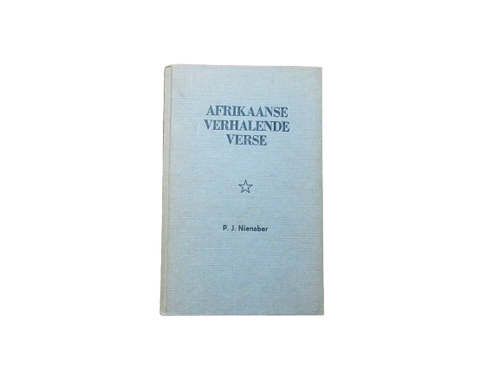 AFRIKAANSE
VERHALENDE
VERSE
P. J. Nienaber